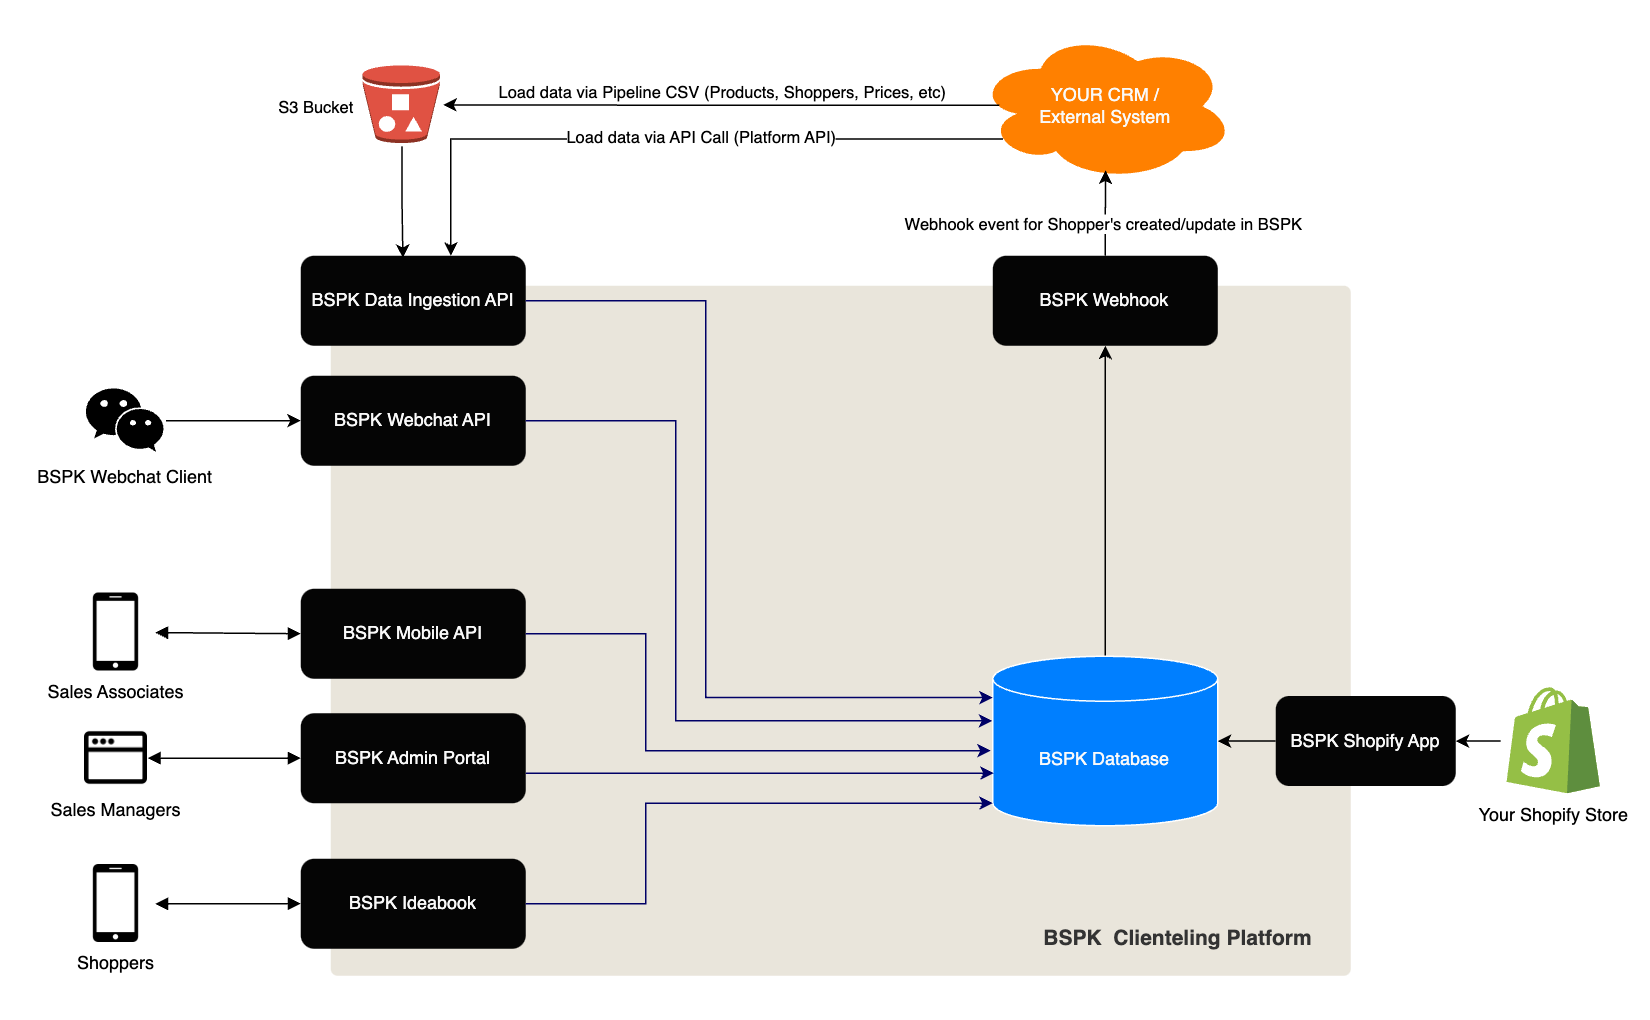 S3 Bucket
Load data via Pipeline CSV (Products, Shoppers, Prices, etc)
YOUR CRM /
External System
Load data via API Call (Platform API)
Webhook event for Shopper's created/update in BSPK
BSPK Data Ingestion API
BSPK Webhook
BSPK Webchat API
BSPK Webchat Client
BSPK Mobile API
Sales Associates
BSPK Admin Portal
Sales Managers
BSPK Database
BSPK Shopify App
Your Shopify Store
BSPK Ideabook
Shoppers
BSPK  Clienteling Platform